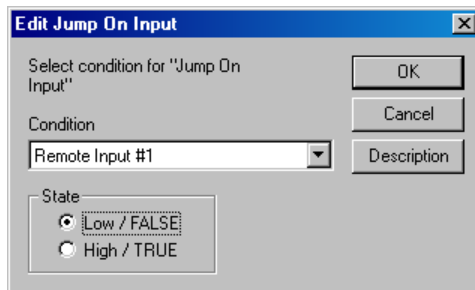 Edit Jump On Input
Select condition for "Jump On
Input"
OK
Cancel
Description
Condition
Remote Input #1
State
Low / FALSE
High / TRUE